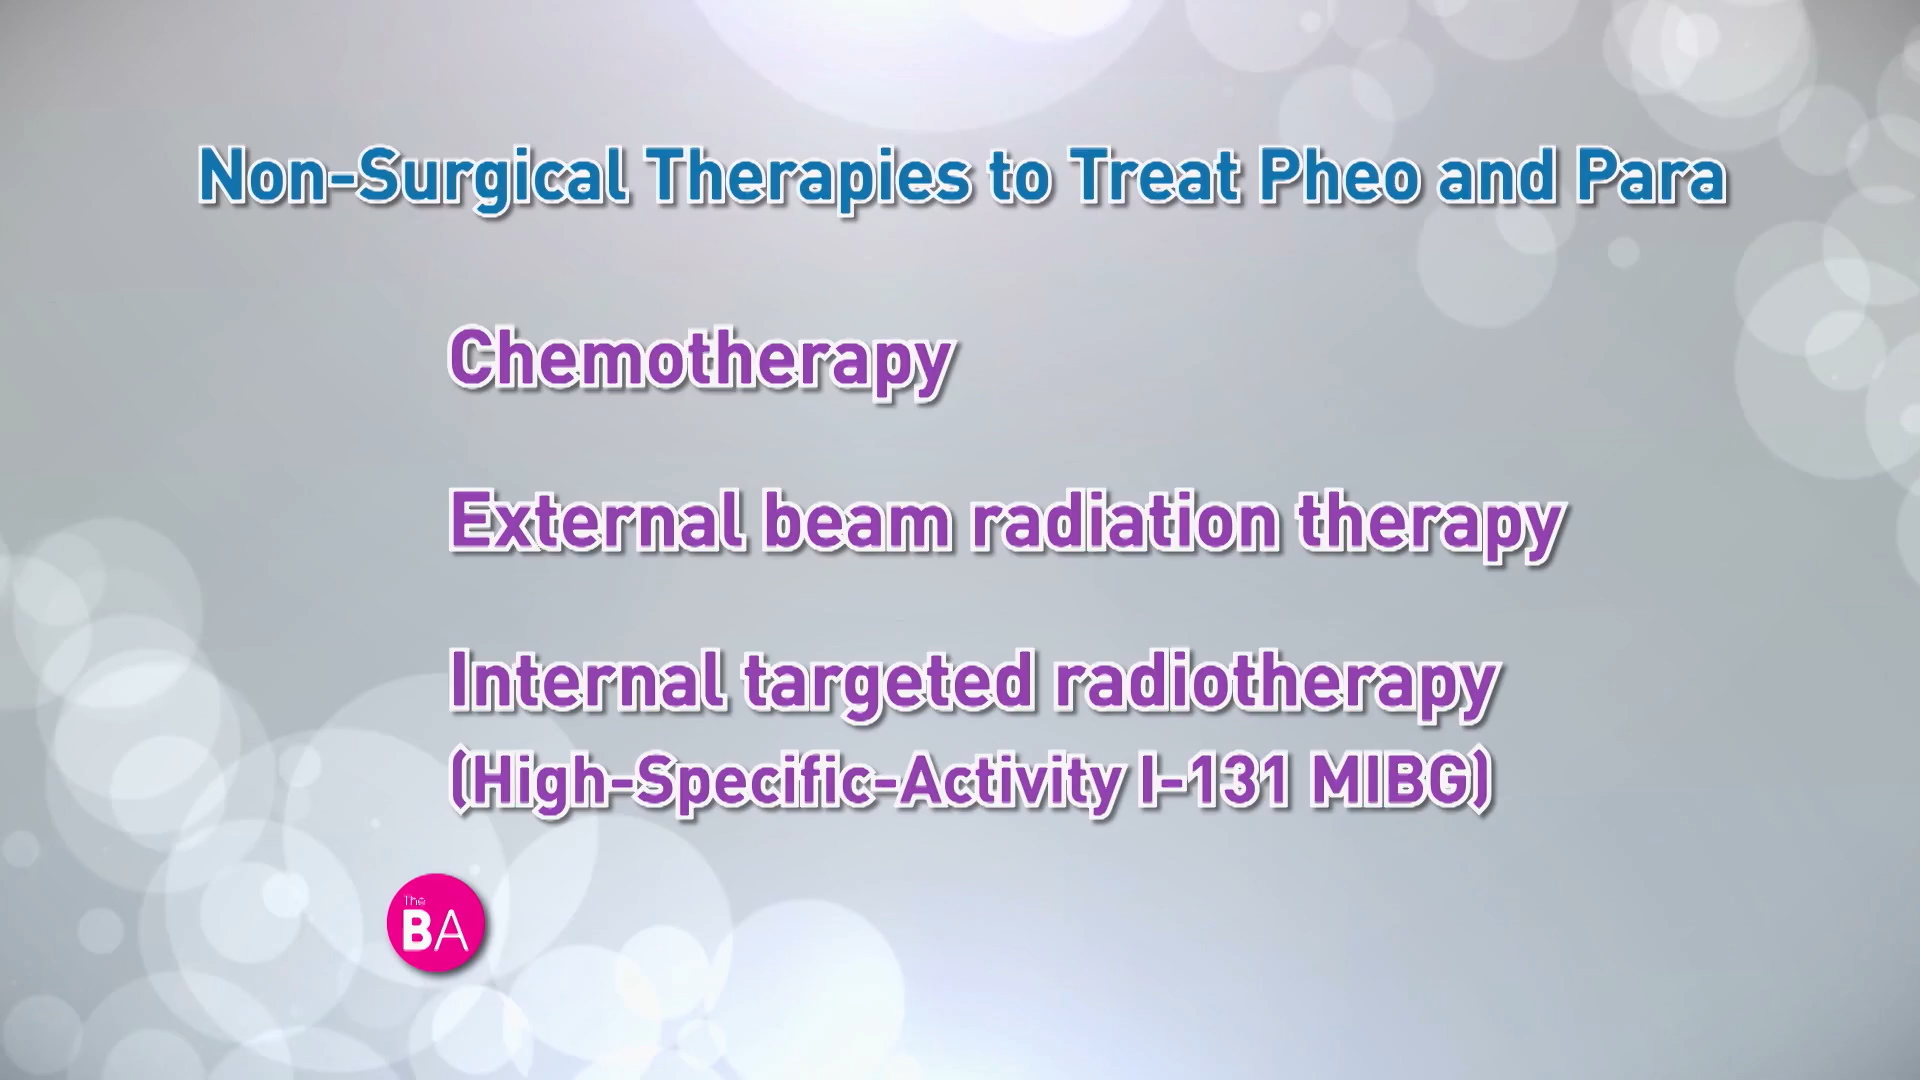 Non-Surgical Therapies to Treat Pheo and Para
Chemotherapy
External beam radiation therapy
Internal targeted radiotherapy
(High-Specific-Activity I-131 MIBG)
The
BA